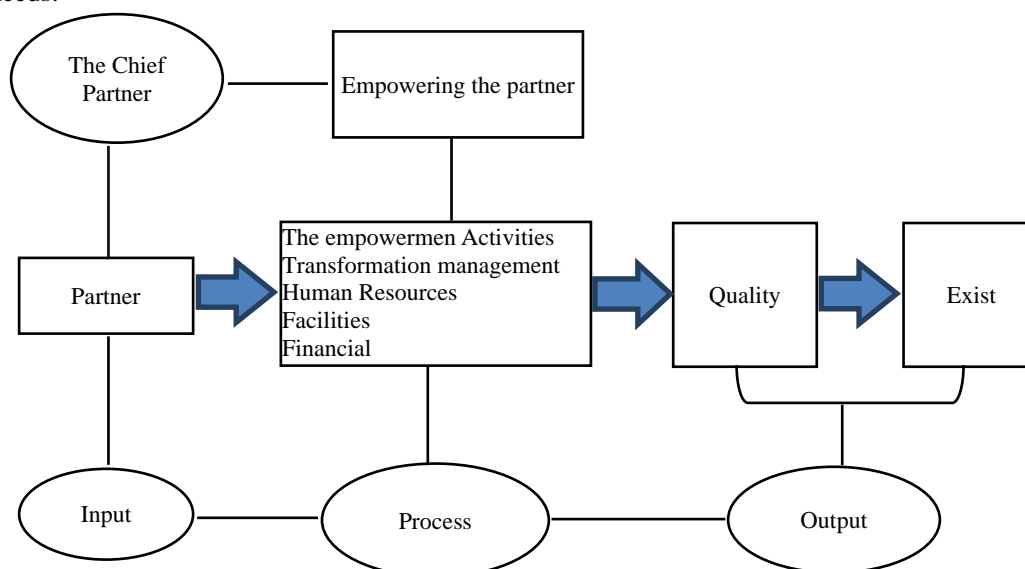 The Chief
Partner
Empowering the partner
The empowermen Activities
Transformation management
Human Resources
Facilities
Financial
Partner
Quality
Exist
Input
Process
Output